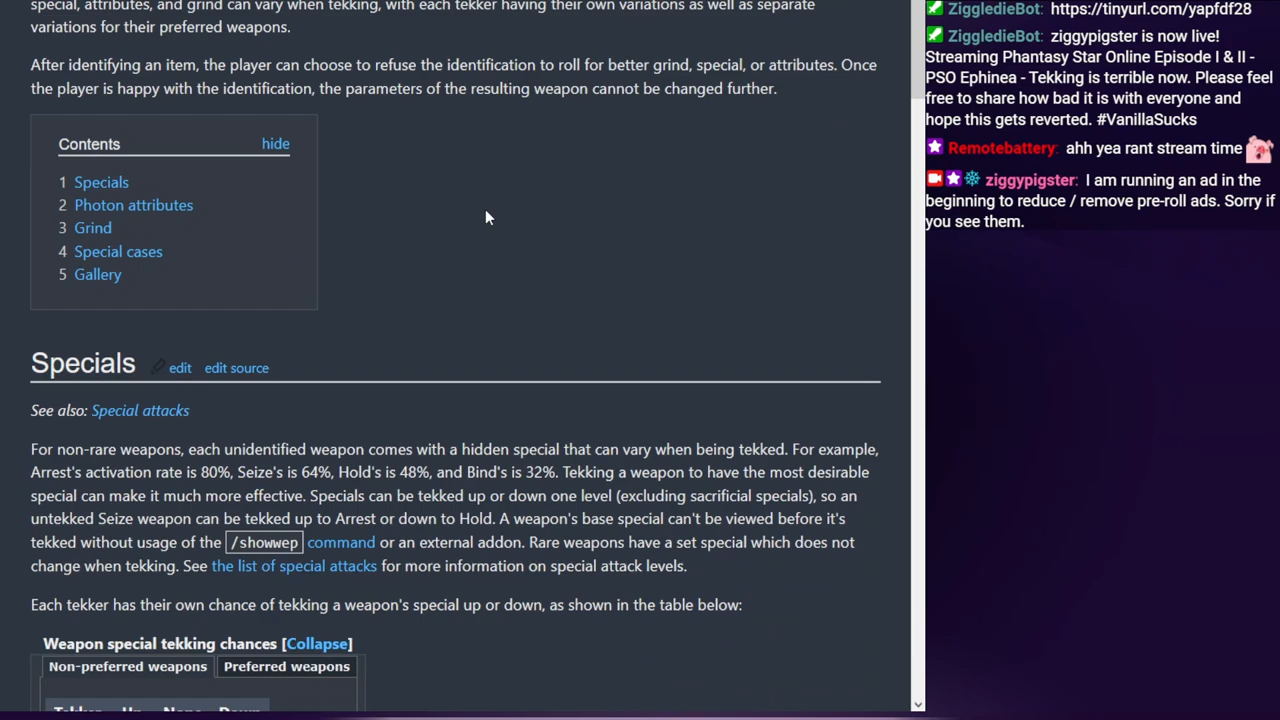 special, attributes, and grind can vary when tekking, with each tekker having their own variations as well as separate
variations for their preferred weapons.
After identifying an item, the player can choose to refuse the identification to roll for better grind, special, or attributes. Once
the player is happy with the identification, the parameters of the resulting weapon cannot be changed further.
Contents hide
1 Specials
2 Photon attributes
3 Grind
4 Special cases
5 Gallery
Specials edit edit source
See also: Special attacks
For non-rare weapons, each unidentified weapon comes with a hidden special that can vary when being tekked. For example,
Arrest's activation rate is 80%, Seize's is 64%, Hold's is 48%, and Bind's is 32%. Tekking a weapon to have the most desirable
special can make it much more effective. Specials can be tekked up or down one level (excluding sacrificial specials), so an
untekked Seize weapon can be tekked up to Arrest or down to Hold. A weapon's base special can't be viewed before it's
tekked without usage of the /showwep command or an external addon. Rare weapons have a set special which does not
change when tekking. See the list of special attacks for more information on special attack levels.
Each tekker has their own chance of tekking a weapon's special up or down, as shown in the table below:
Weapon special tekking chances [Collapse]
Non-preferred weapons Preferred weapons
Tekker Up None Down
ZiggledieBot: https://tinyurl.com/yapfdf28
ZiggledieBot: ziggypigster is now live!
Streaming Phantasy Star Online Episode I & II -
PSO Ephinea - Tekking is terrible now. Please feel
free to share how bad it is with everyone and
hope this gets reverted. #VanillaSucks
Remotebattery: ahh yea rant stream time
ziggypigster: I am running an ad in the
beginning to reduce / remove pre-roll ads. Sorry if
you see them.